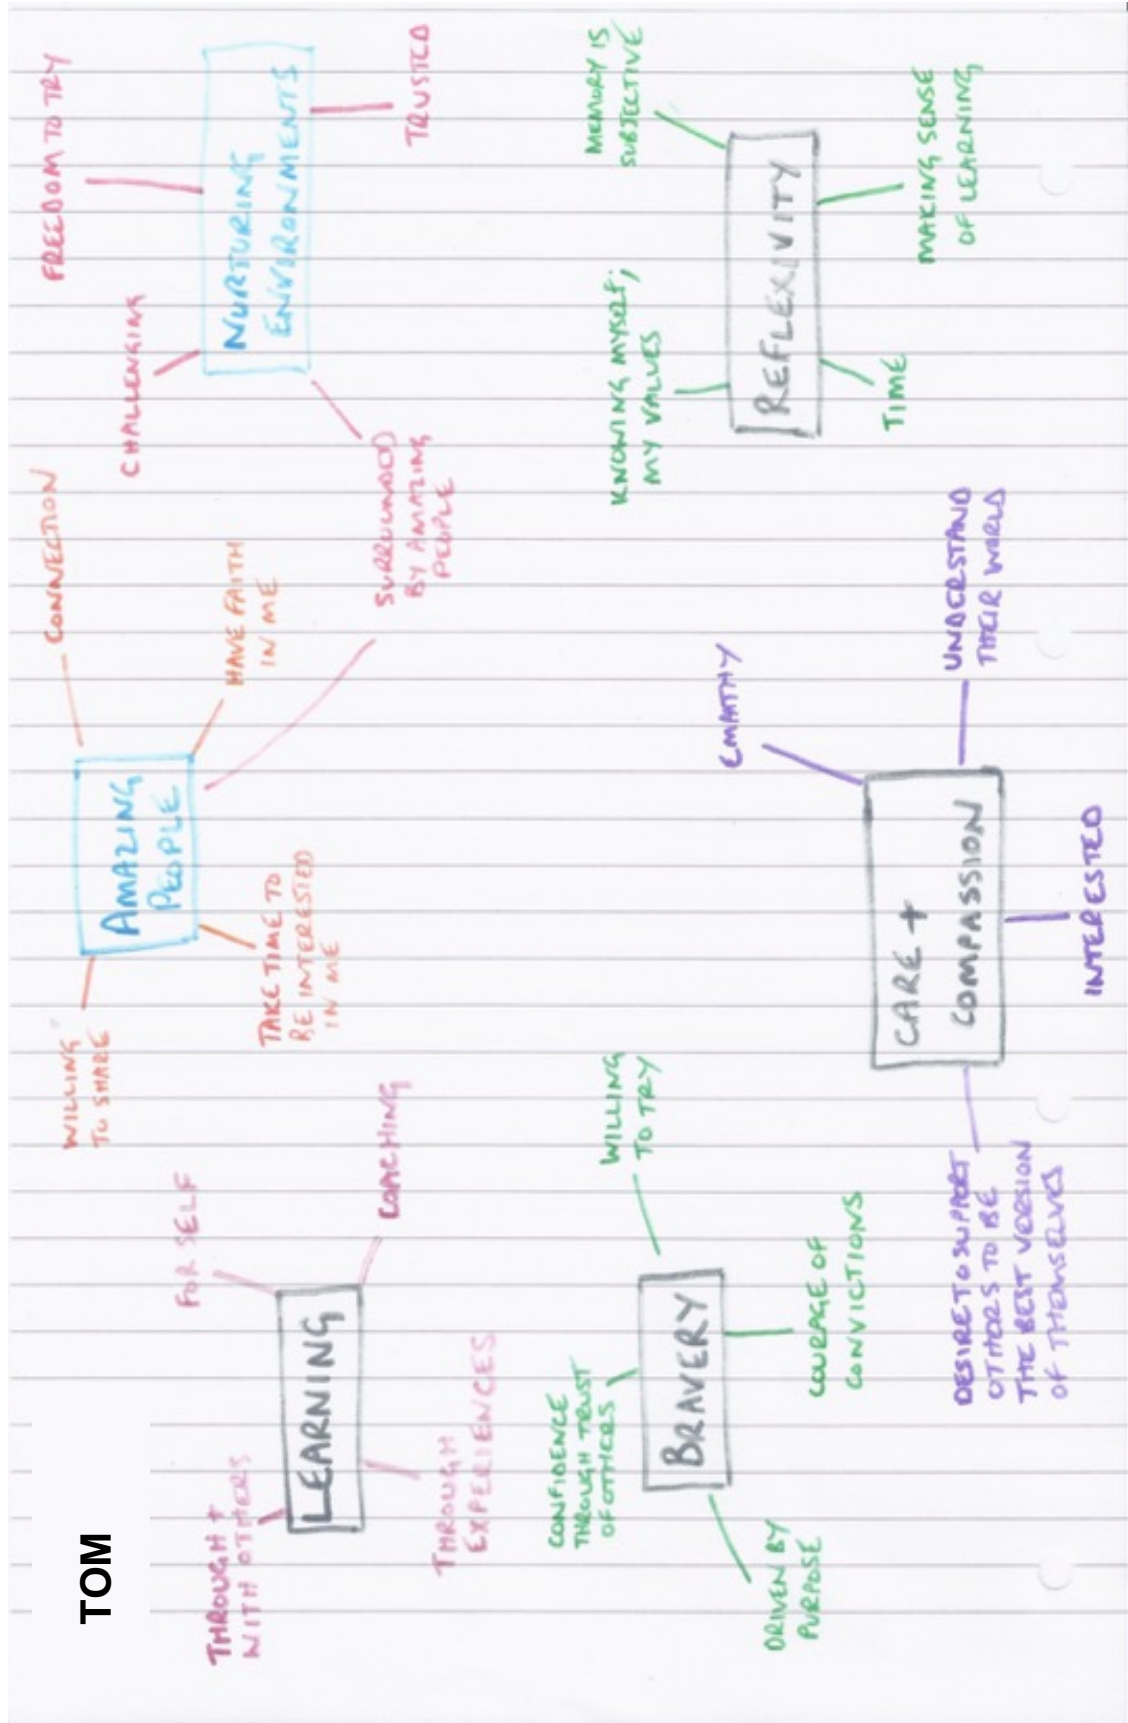 TOM
THROUGH +
WITH OTHERS
FOR SELF
LEARNING
THROUGH
EXPERIENCES
COACHING
WILLING
TO SHARE
CONNECTION
AMAZING
PEOPLE
TAKE TIME TO
BE INTERESTED
IN ME
HAVE FAITH
IN ME
FREEDOM TO TRY
CHALLENGING
NURTURING
ENVIRONMENTS
TRUSTED
SURROUNDED
BY AMAZING
PEOPLE
CONFIDENCE
THROUGH TRUST
OF OTHERS
WILLING
TO TRY
BRAVERY
DRIVEN BY
PURPOSE
COURAGE OF
CONVICTIONS
EMPATHY
CARE +
COMPASSION
UNDERSTAND
THEIR WORLD
DESIRE TO SUPPORT
OTHERS TO BE
THE BEST VERSION
OF THEMSELVES
INTERESTED
KNOWING MYSELF;
MY VALUES
MEMORY IS
SUBJECTIVE
REFLEXIVITY
TIME
MAKING SENSE
OF LEARNING